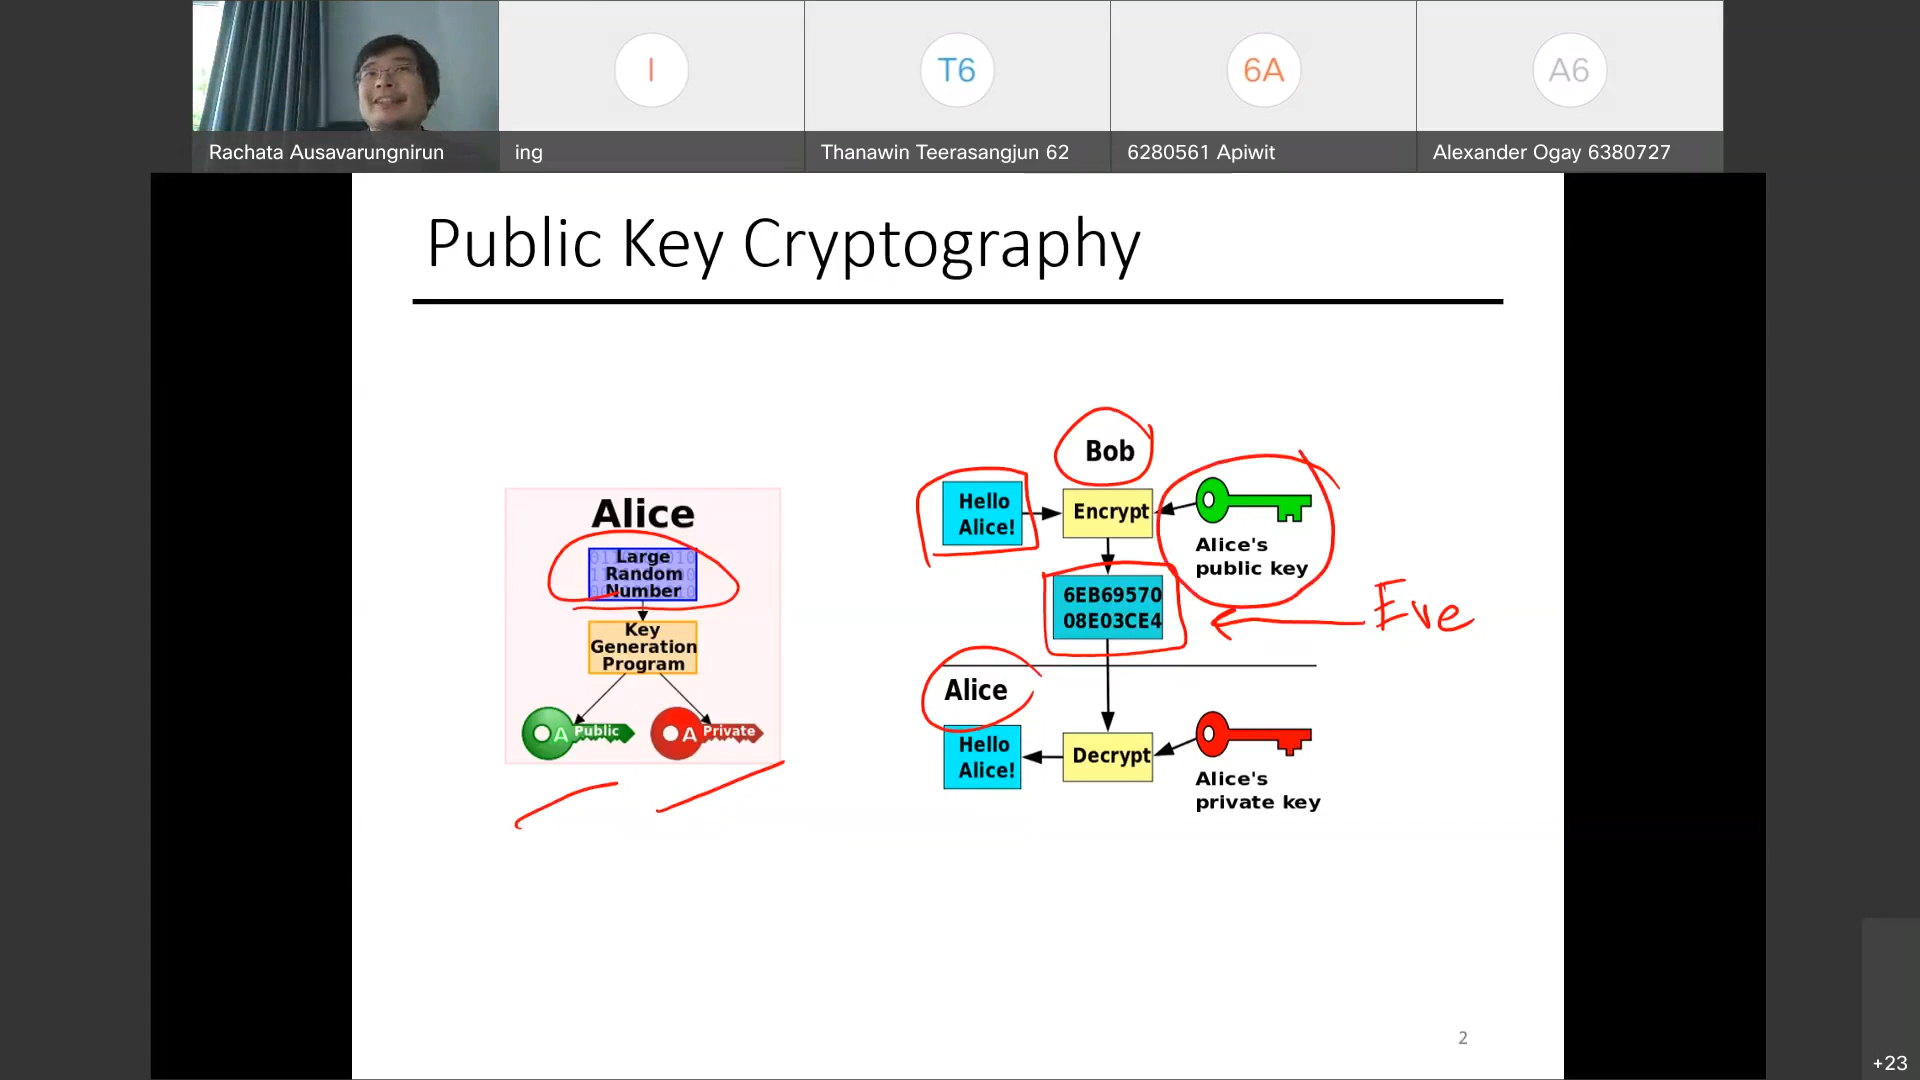 I
T6
6A
A6
Rachata Ausavarungnirun
ing
Thanawin Teerasangjun 62
6280561 Apiwit
Alexander Ogay 6380727
Public Key Cryptography
Alice
Large
Random
Number
Key
Generation
Program
A Public
A Private
Bob
Hello
Alice!
Encrypt
Alice's
public key
6EB69570
08E03CE4
Eve
Alice
Hello
Alice!
Decrypt
Alice's
private key
2
+23